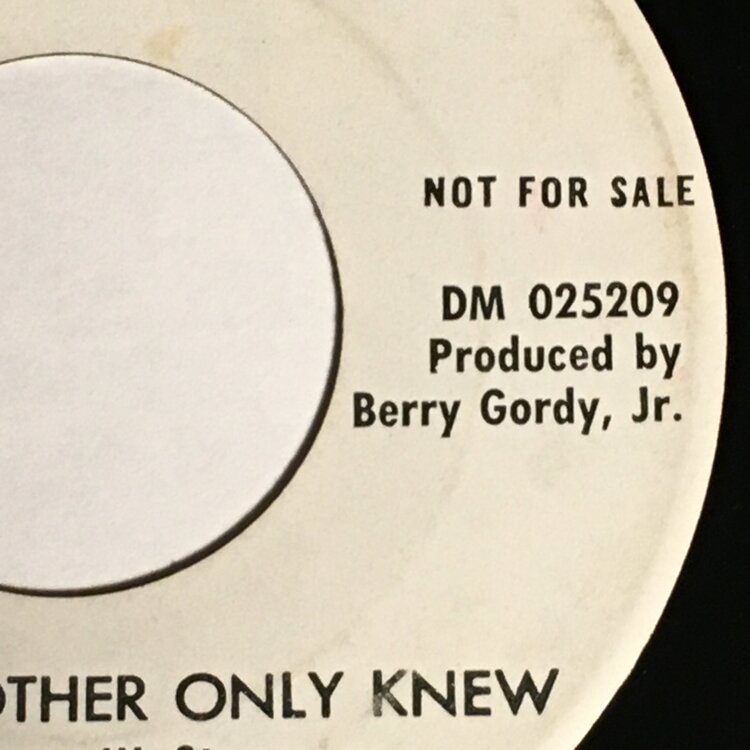 NOT FOR SALE
DM 025209
Produced by
Berry Gordy, Jr.
OTHER ONLY KNEW